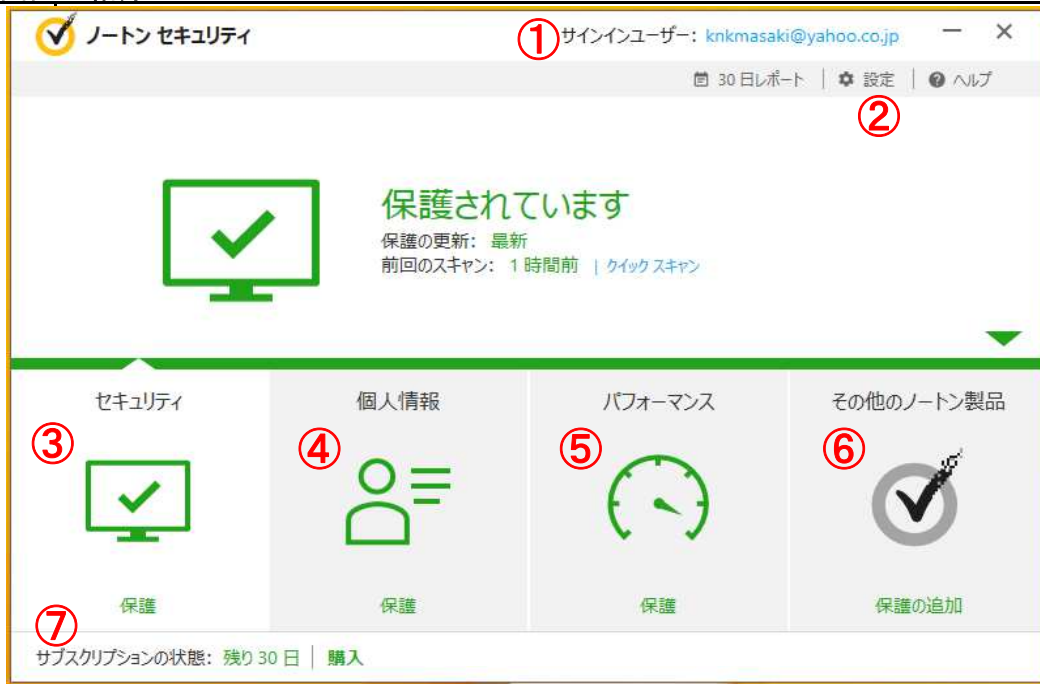 ノートン セキュリティ
① サインインユーザー: knkmasaki@yahoo.co.jp
30 日レポート | 設定 | ヘルプ
②
保護されています
保護の更新: 最新
前回のスキャン: 1 時間前 | クイック スキャン
セキュリティ 個人情報 パフォーマンス その他のノートン製品
③ ④ ⑤ ⑥
保護 保護 保護 保護の追加
⑦
サブスクリプションの状態: 残り 30 日 | 購入